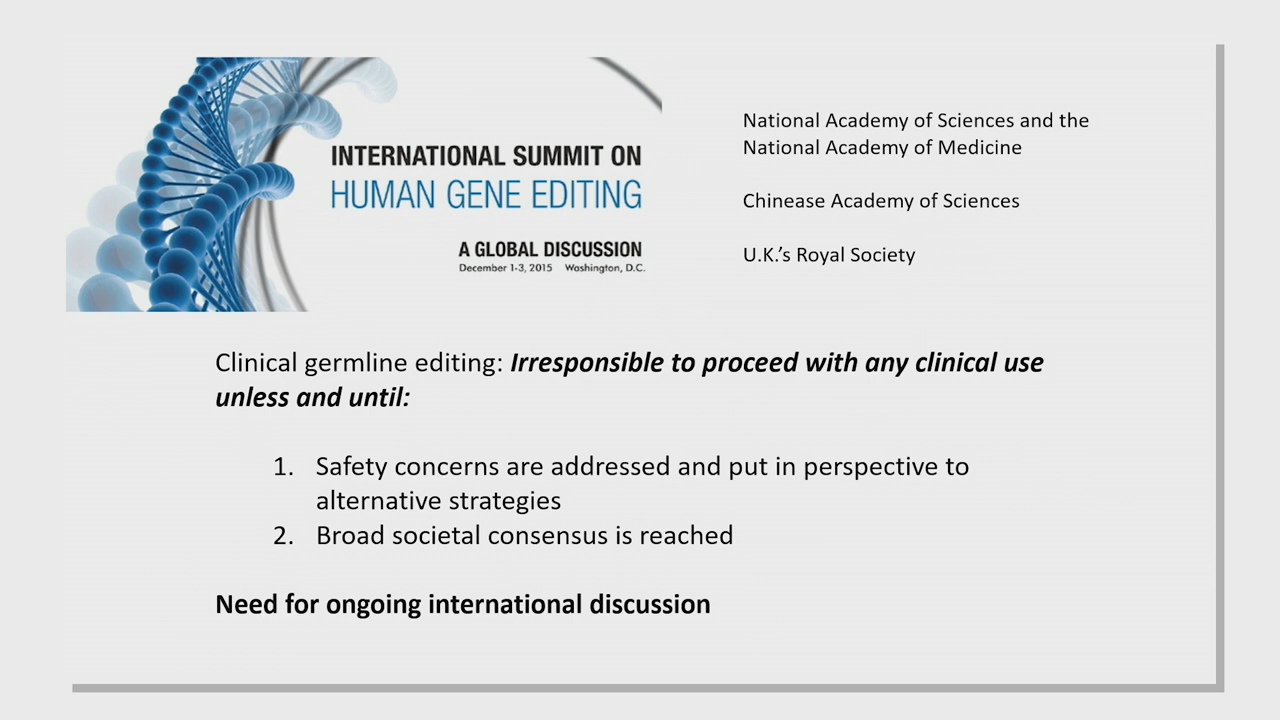 INTERNATIONAL SUMMIT ON
HUMAN GENE EDITING
A GLOBAL DISCUSSION
December 1-3, 2015 Washington, D.C.
National Academy of Sciences and the
National Academy of Medicine
Chinease Academy of Sciences
U.K.’s Royal Society
Clinical germline editing: Irresponsible to proceed with any clinical use
unless and until:
1. Safety concerns are addressed and put in perspective to
alternative strategies
2. Broad societal consensus is reached
Need for ongoing international discussion